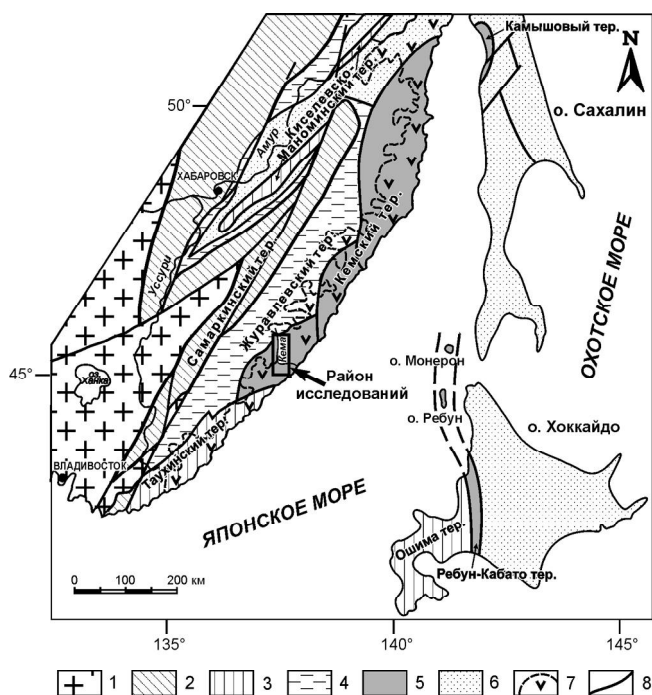 Камышовый тер.
N
50°
о. Сахалин
Киселевско-
Маноминский тер.
Амур
ХАБАРОВСК
Уссури
Самаркинский тер.
Журавлевский тер.
Кемский тер.
ОХОТСКОЕ МОРЕ
(Кема)
45°
оз.
Ханка
Район
исследований
о. Монерон
о. Ребун
о. Хоккайдо
ВЛАДИВОСТОК
Таухинский тер.
ЯПОНСКОЕ МОРЕ
Ошима тер.
Ребун-Кабато тер.
0 100 200 км
135° 140° 145°
1 2 3 4 5 6 7 8